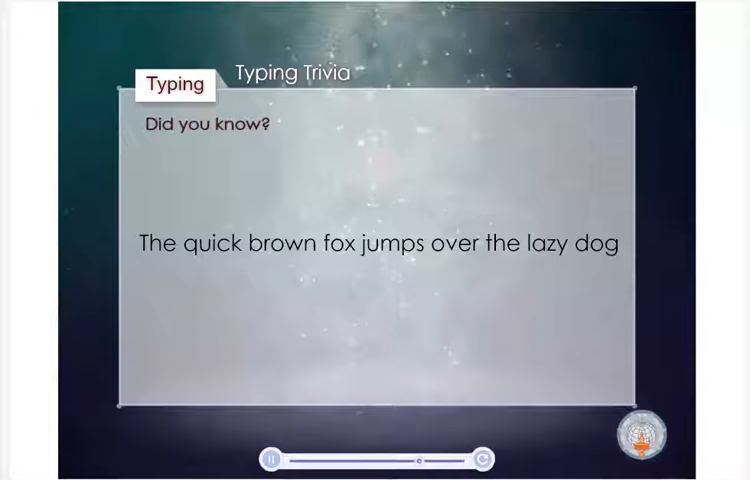 Typing Trivia
Typing
Did you know?
The quick brown fox jumps over the lazy dog